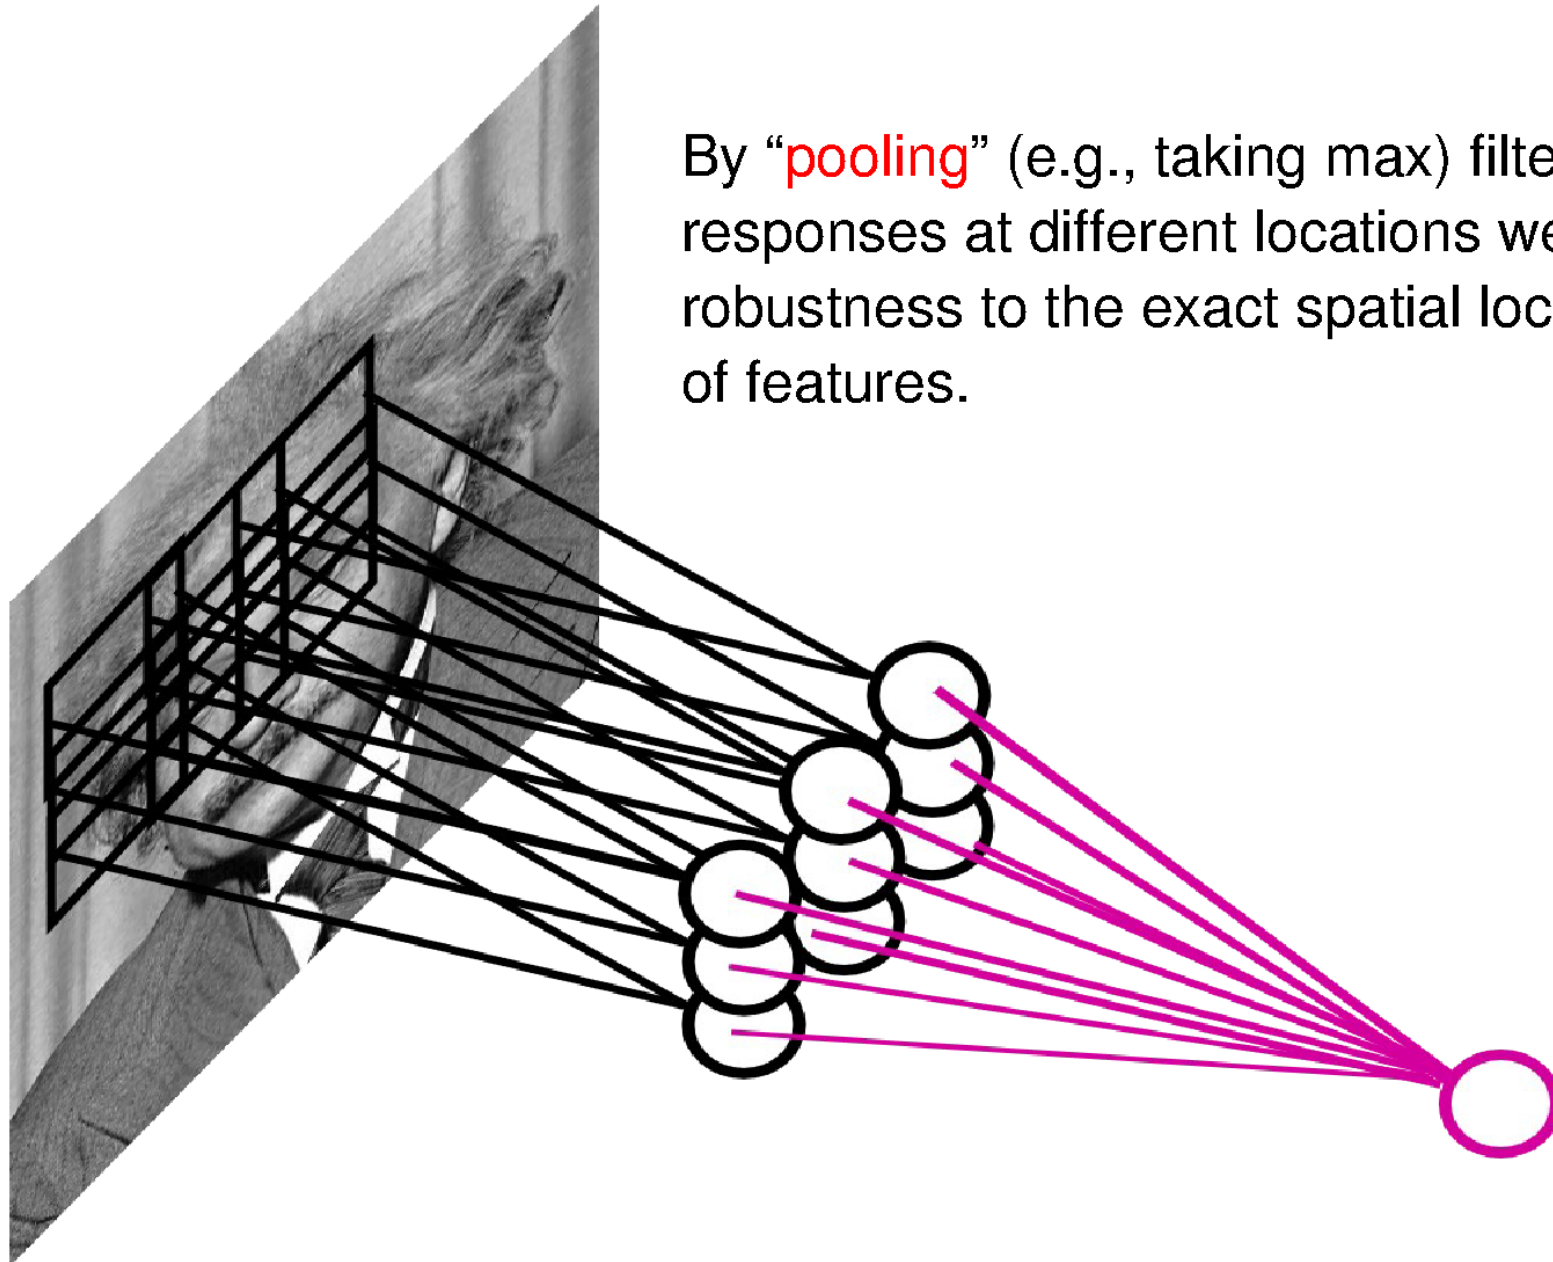 By “pooling” (e.g., taking max) filte
responses at different locations we
robustness to the exact spatial loc
of features.